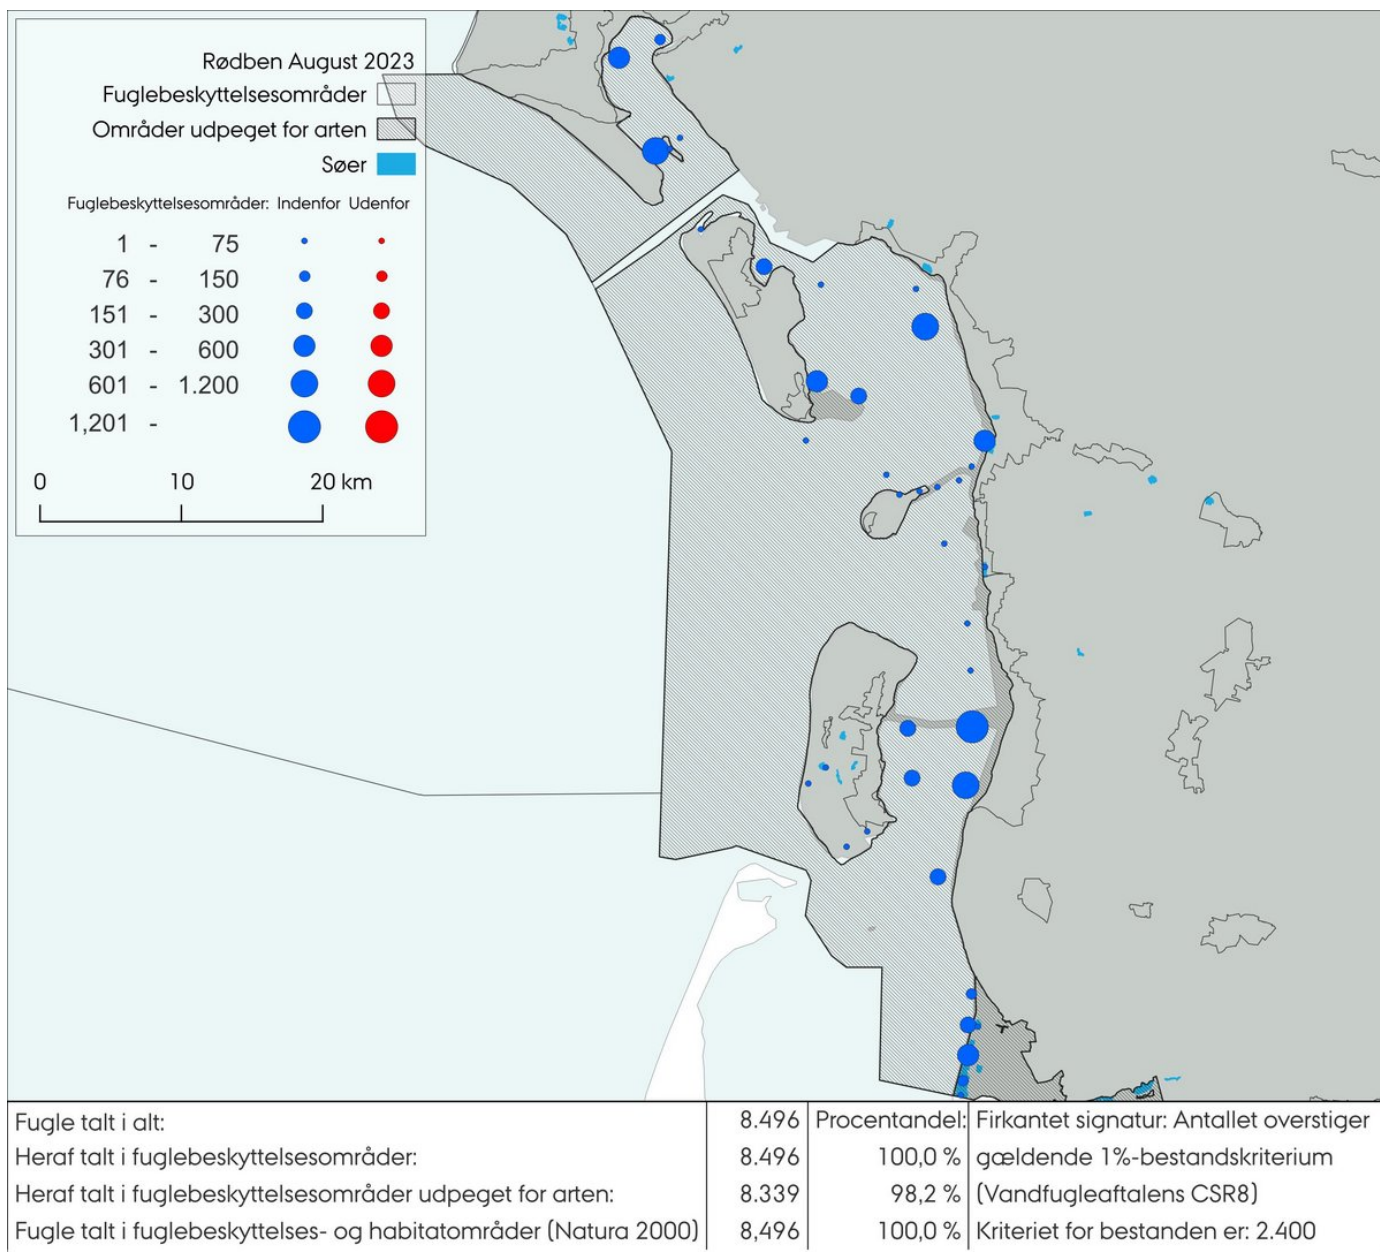 Rødben August 2023
Fuglebeskyttelsesområder
Områder udpeget for arten
Søer
Fuglebeskyttelsesområder: Indenfor Udenfor
1 - 75
76 - 150
151 - 300
301 - 600
601 - 1.200
1,201 -
0 10 20 km
Fugle talt i alt: 8.496 Procentandel: Firkantet signatur: Antallet overstiger
Heraf talt i fuglebeskyttelsesområder: 8.496 100,0 % gældende 1%-bestandskriterium
Heraf talt i fuglebeskyttelsesområder udpeget for arten: 8.339 98,2 % (Vandfugleaftalens CSR8)
Fugle talt i fuglebeskyttelses- og habitatområder (Natura 2000) 8,496 100,0 % Kriteriet for bestanden er: 2.400